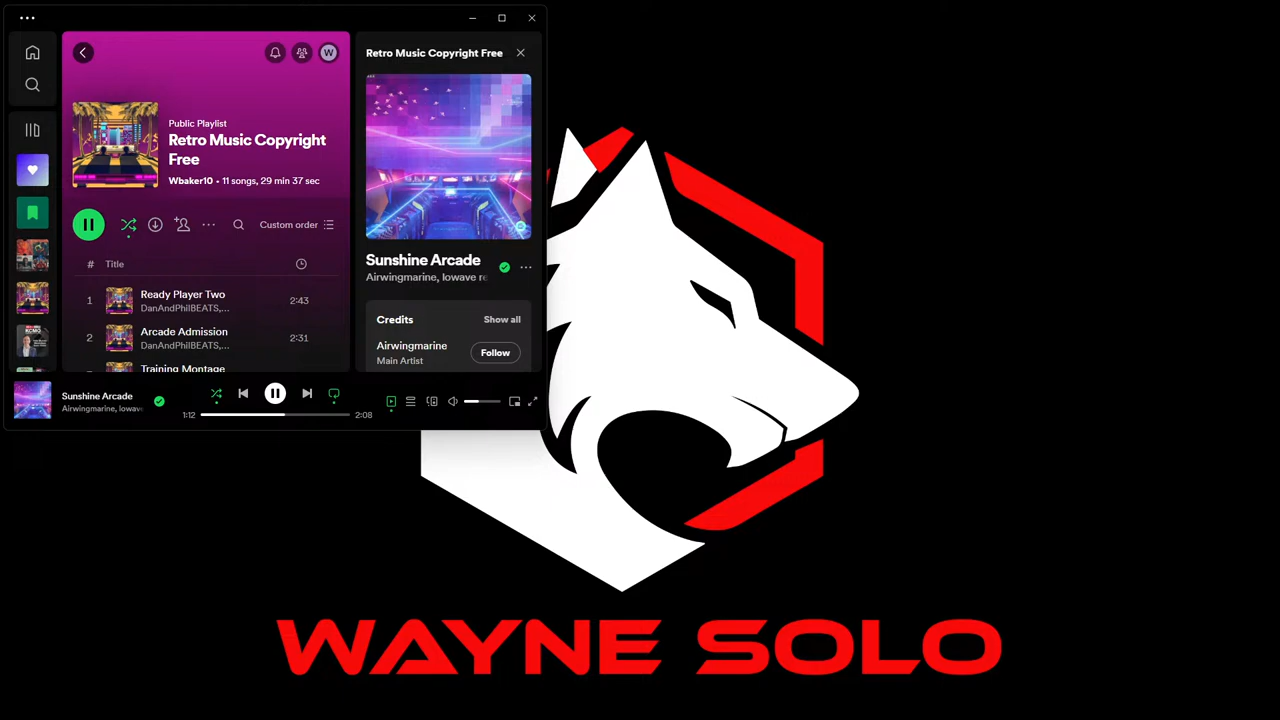 Retro Music Copyright Free
W
Public Playlist
Retro Music Copyright
Free
Wbaker10 • 11 songs, 29 min 37 sec
Custom order
# Title
1 Ready Player Two 2:43
DanAndPhilBEATS,...
2 Arcade Admission 2:31
DanAndPhilBEATS,...
Training Montage
Sunshine Arcade
Airwingmarine, lowave re
Credits Show all
Airwingmarine
Main Artist
Follow
Sunshine Arcade
Airwingmarine, lowave
1:12 2:08
WAYNE SOLO